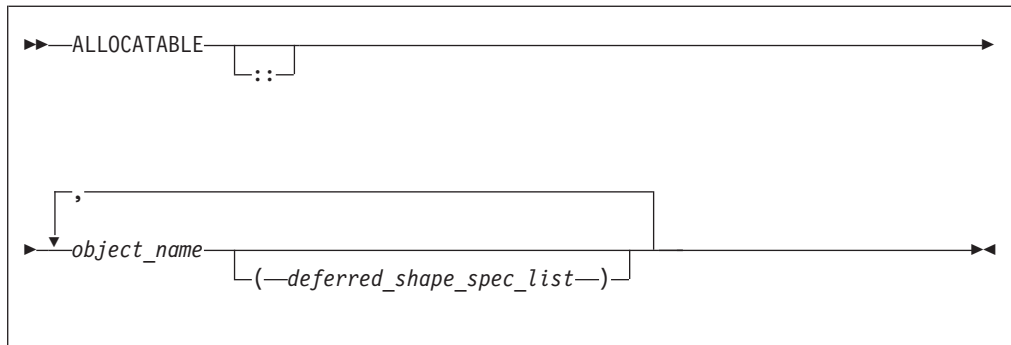 ALLOCATABLE
::
,
object_name
( deferred_shape_spec_list )